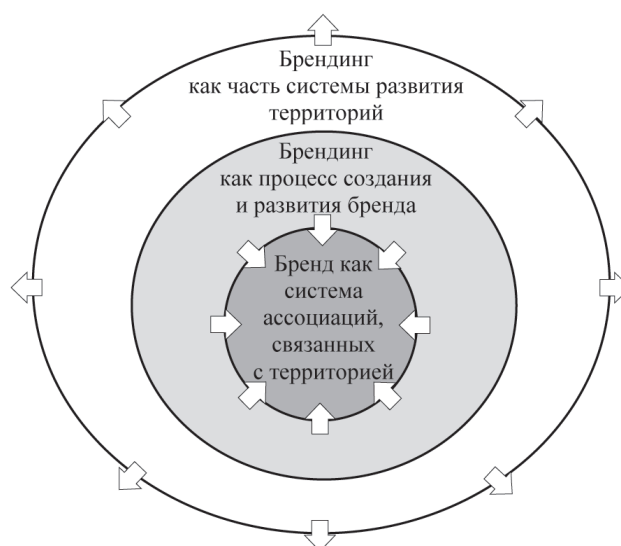 Брендинг
как часть системы развития
территорий
Брендинг
как процесс создания
и развития бренда
Бренд как
система
ассоциаций,
связанных
с территорией